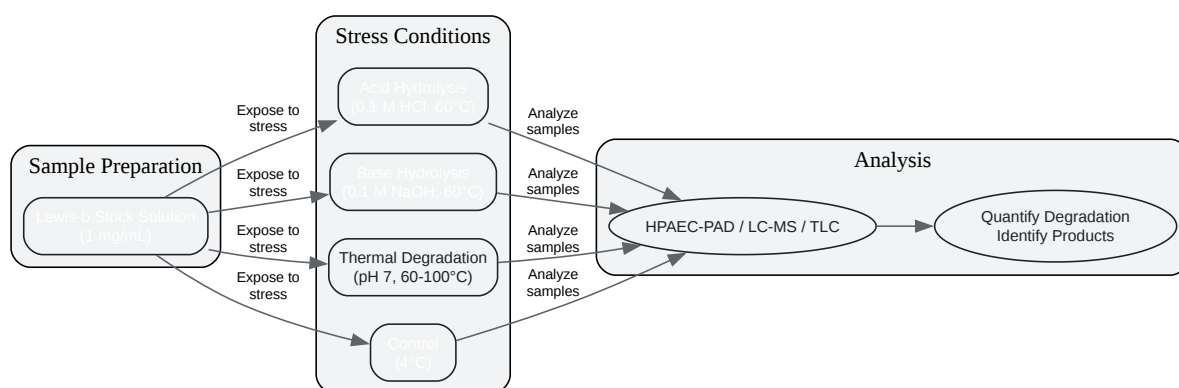 Stress Conditions
Acid Hydrolysis
(0.1 M HCl, 60°C)
Expose to
stress
Analyze
samples
Sample Preparation
Analysis
Base Hydrolysis
(0.1 M NaOH, 60°C)
Expose to
stress
Analyze
samples
Lewis-b Stock Solution
(1 mg/mL)
HPAEC-PAD / LC-MS / TLC
Quantify Degradation
Identify Products
Expose to
stress
Thermal Degradation
(pH 7, 60-100°C)
Analyze
samples
Expose to
stress
Analyze
samples
Control
(4°C)